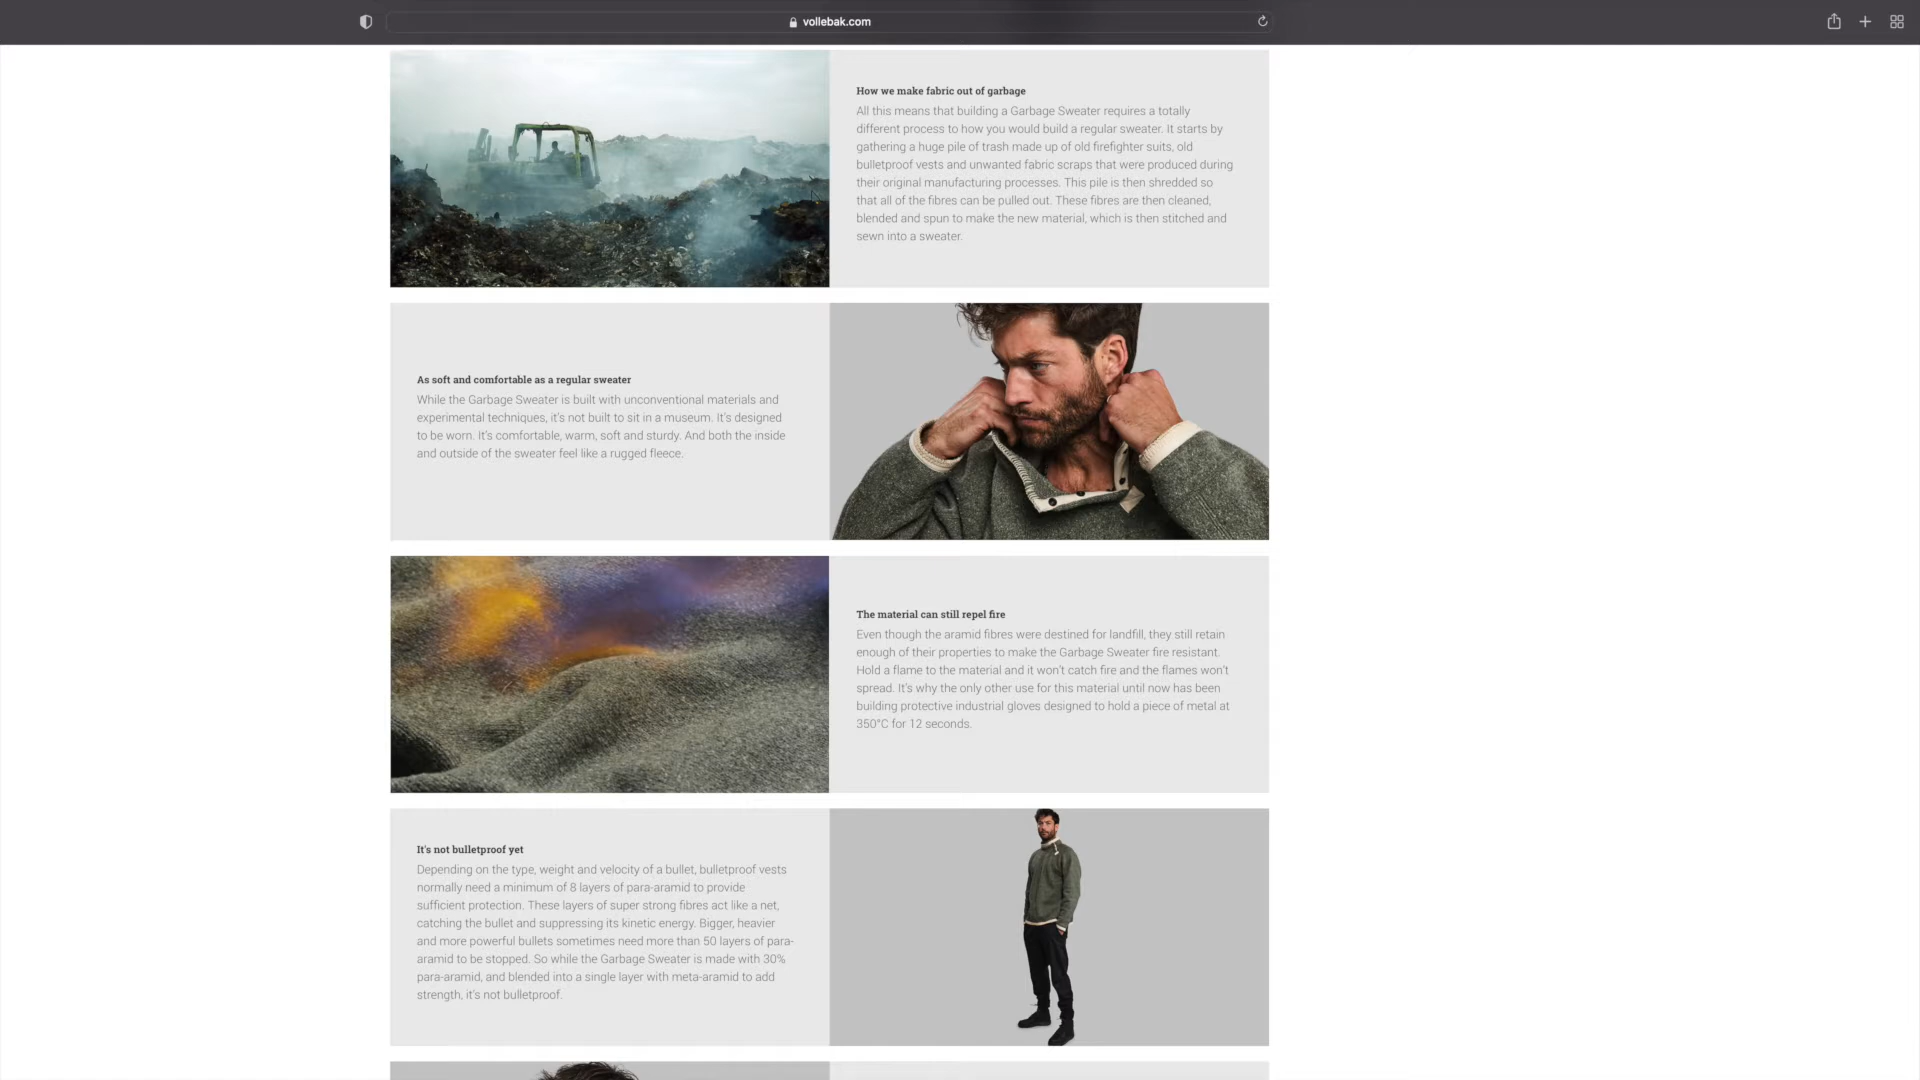 vollebak.com
How we make fabric out of garbage
All this means that building a Garbage Sweater requires a totally
different process to how you would build a regular sweater. It starts by
gathering a huge pile of trash made up of old firefighter suits, old
bulletproof vests and unwanted fabric scraps that were produced during
their original manufacturing processes. This pile is then shredded so
that all of the fibres can be pulled out. These fibres are then cleaned,
blended and spun to make the new material, which is then stitched and
sewn into a sweater.
As soft and comfortable as a regular sweater
While the Garbage Sweater is built with unconventional materials and
experimental techniques, it's not built to sit in a museum. It's designed
to be worn. It's comfortable, warm, soft and sturdy. And both the inside
and outside of the sweater feel like a rugged fleece.
The material can still repel fire
Even though the aramid fibres were destined for landfill, they still retain
enough of their properties to make the Garbage Sweater fire resistant.
Hold a flame to the material and it won't catch fire and the flames won't
spread. It's why the only other use for this material until now has been
building protective industrial gloves designed to hold a piece of metal at
350°C for 12 seconds.
It's not bulletproof yet
Depending on the type, weight and velocity of a bullet, bulletproof vests
normally need a minimum of 8 layers of para-aramid to provide
sufficient protection. These layers of super strong fibres act like a net,
catching the bullet and suppressing its kinetic energy. Bigger, heavier
and more powerful bullets sometimes need more than 50 layers of para-
aramid to be stopped. So while the Garbage Sweater is made with 30%
para-aramid, and blended into a single layer with meta-aramid to add
strength, it's not bulletproof.